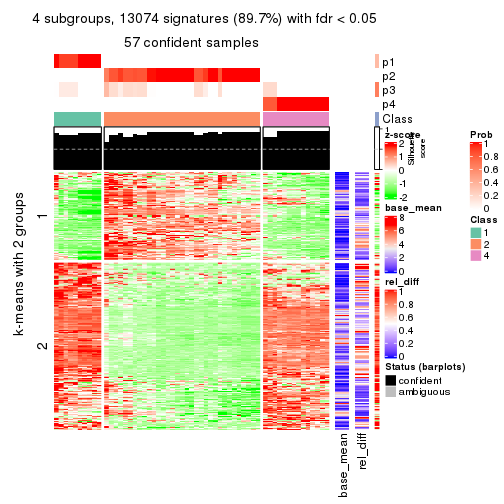 4 subgroups, 13074 signatures (89.7%) with fdr < 0.05
57 confident samples
p1
p2
p3
p4
Class
1
Silhouette
score
k-means with 2 groups
1
2
base_mean
rel_diff
z-score
2
1
0
-1
-2
base_mean
8
6
4
2
0
rel_diff
1
0.8
0.6
0.4
0.2
0
Status (barplots)
confident
ambiguous
Prob
1
0.8
0.6
0.4
0.2
0
Class
1
2
4